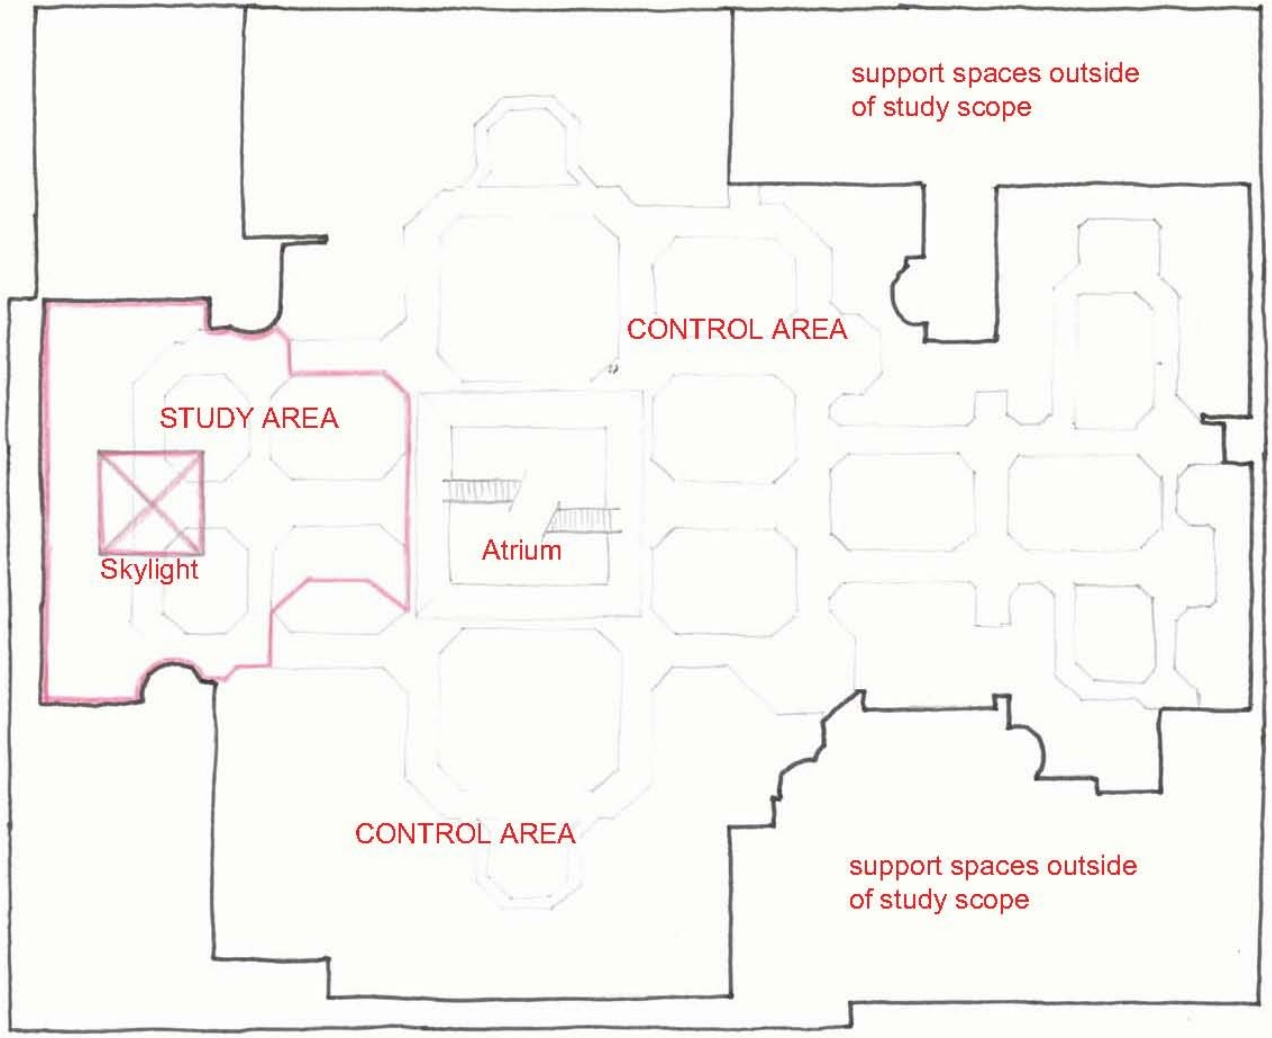 support spaces outside
of study scope
CONTROL AREA
STUDY AREA
Atrium
Skylight
CONTROL AREA
support spaces outside
of study scope